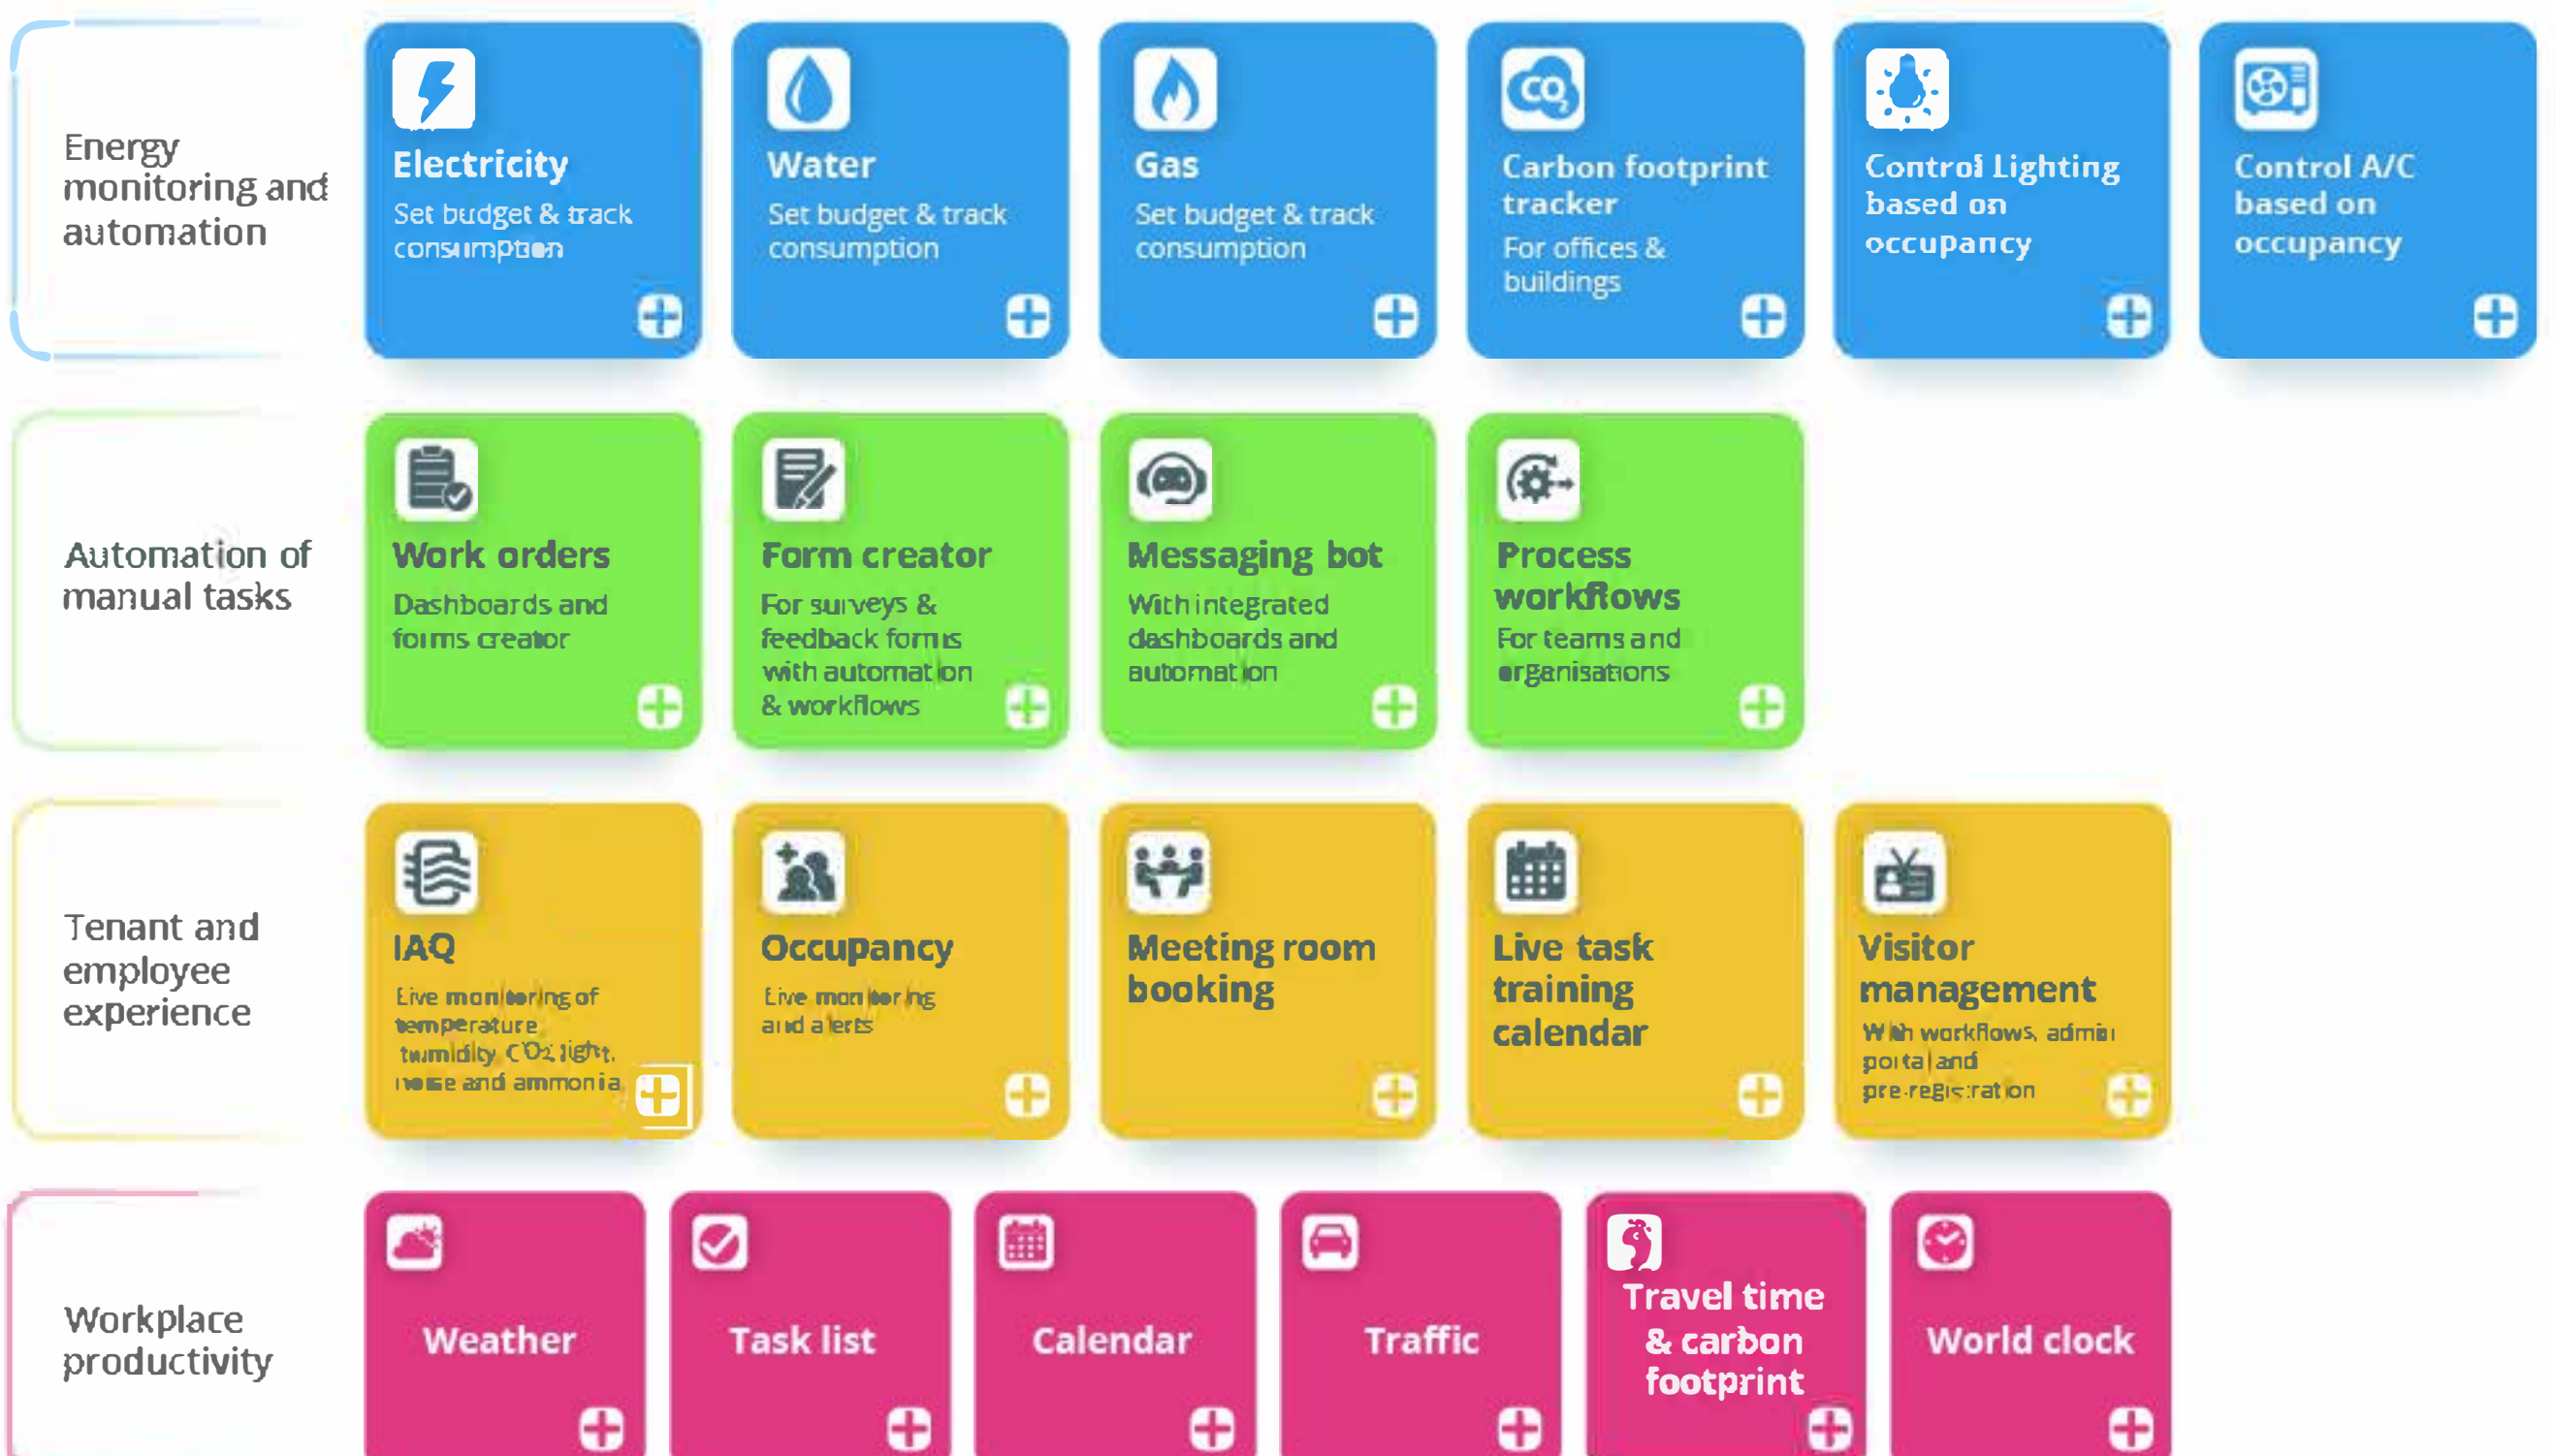 Energy
monitoring and
automation
Electricity
Set budget & track
consumption
Water
Set budget & track
consumption
Gas
Set budget & track
consumption
CO2
Carbon footprint
tracker
For offices &
buildings
Control Lighting
based on
occupancy
Control A/C
based on
occupancy
Automation of
manual tasks
Work orders
Dashboards and
forms creator
Form creator
For surveys &
feedback forms
with automation
& workflows
Messaging bot
With integrated
dashboards and
automation
Process
workflows
For teams and
organisations
Tenant and
employee
experience
IAQ
Live monitoring of
temperature
CO2 light,
noise and ammonia
Occupancy
Live monitoring
and alerts
Meeting room
booking
Live task
training
calendar
Visitor
management
With workflows, admin
portal and
pre-registration
Workplace
productivity
Weather
Task list
Calendar
Traffic
Travel time
& carbon
footprint
World clock